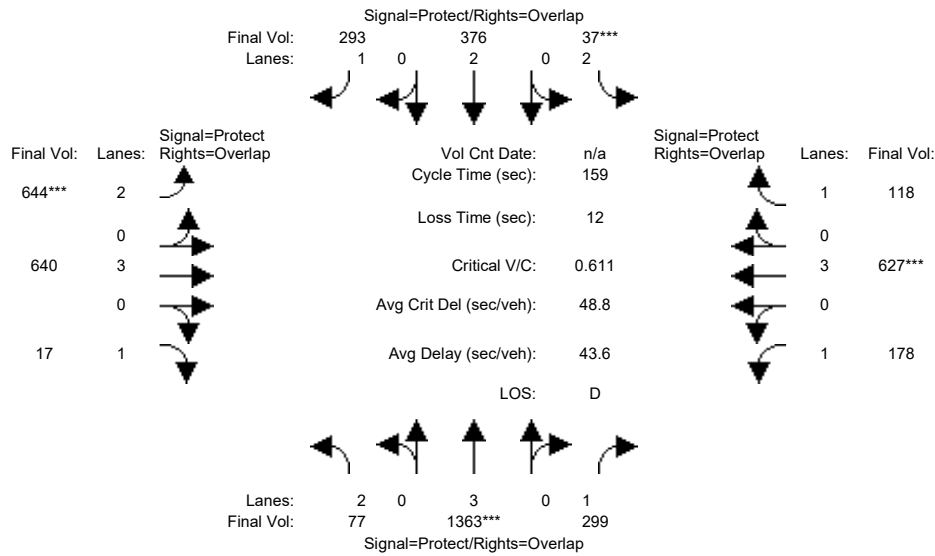 Signal=Protect/Rights=Overlap
Final Vol: 293 376 37***
Lanes: 1 0 2 0 2
Signal=Protect
Final Vol: Lanes: Rights=Overlap
Vol Cnt Date: n/a
Cycle Time (sec): 159
Signal=Protect
Rights=Overlap Lanes: Final Vol:
644*** 2
1 118
Loss Time (sec): 12
0
0
640 3
Critical V/C: 0.611
3 627***
0
Avg Crit Del (sec/veh): 48.8
0
17 1
Avg Delay (sec/veh): 43.6
1 178
LOS: D
Lanes: 2 0 3 0 1
Final Vol: 77 1363*** 299
Signal=Protect/Rights=Overlap